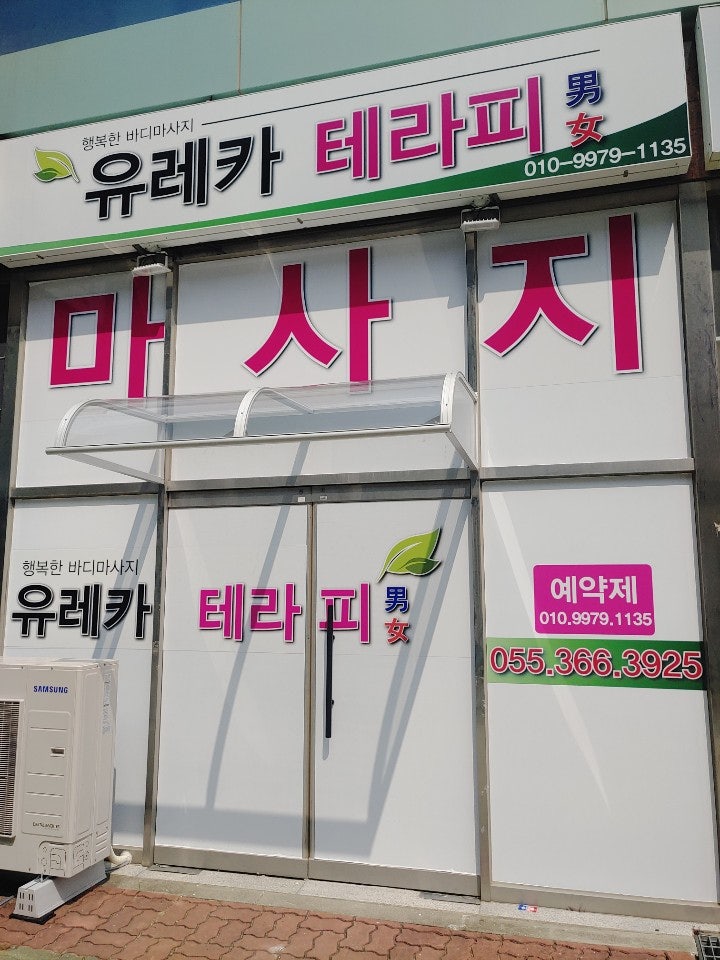 행복한 바디마사지
유레카 테라피 男女
010-9979-1135
마사지
행복한 바디마사지
유레카 테라피 男女
예약제
010.9979.1135
055.366.3925
SAMSUNG